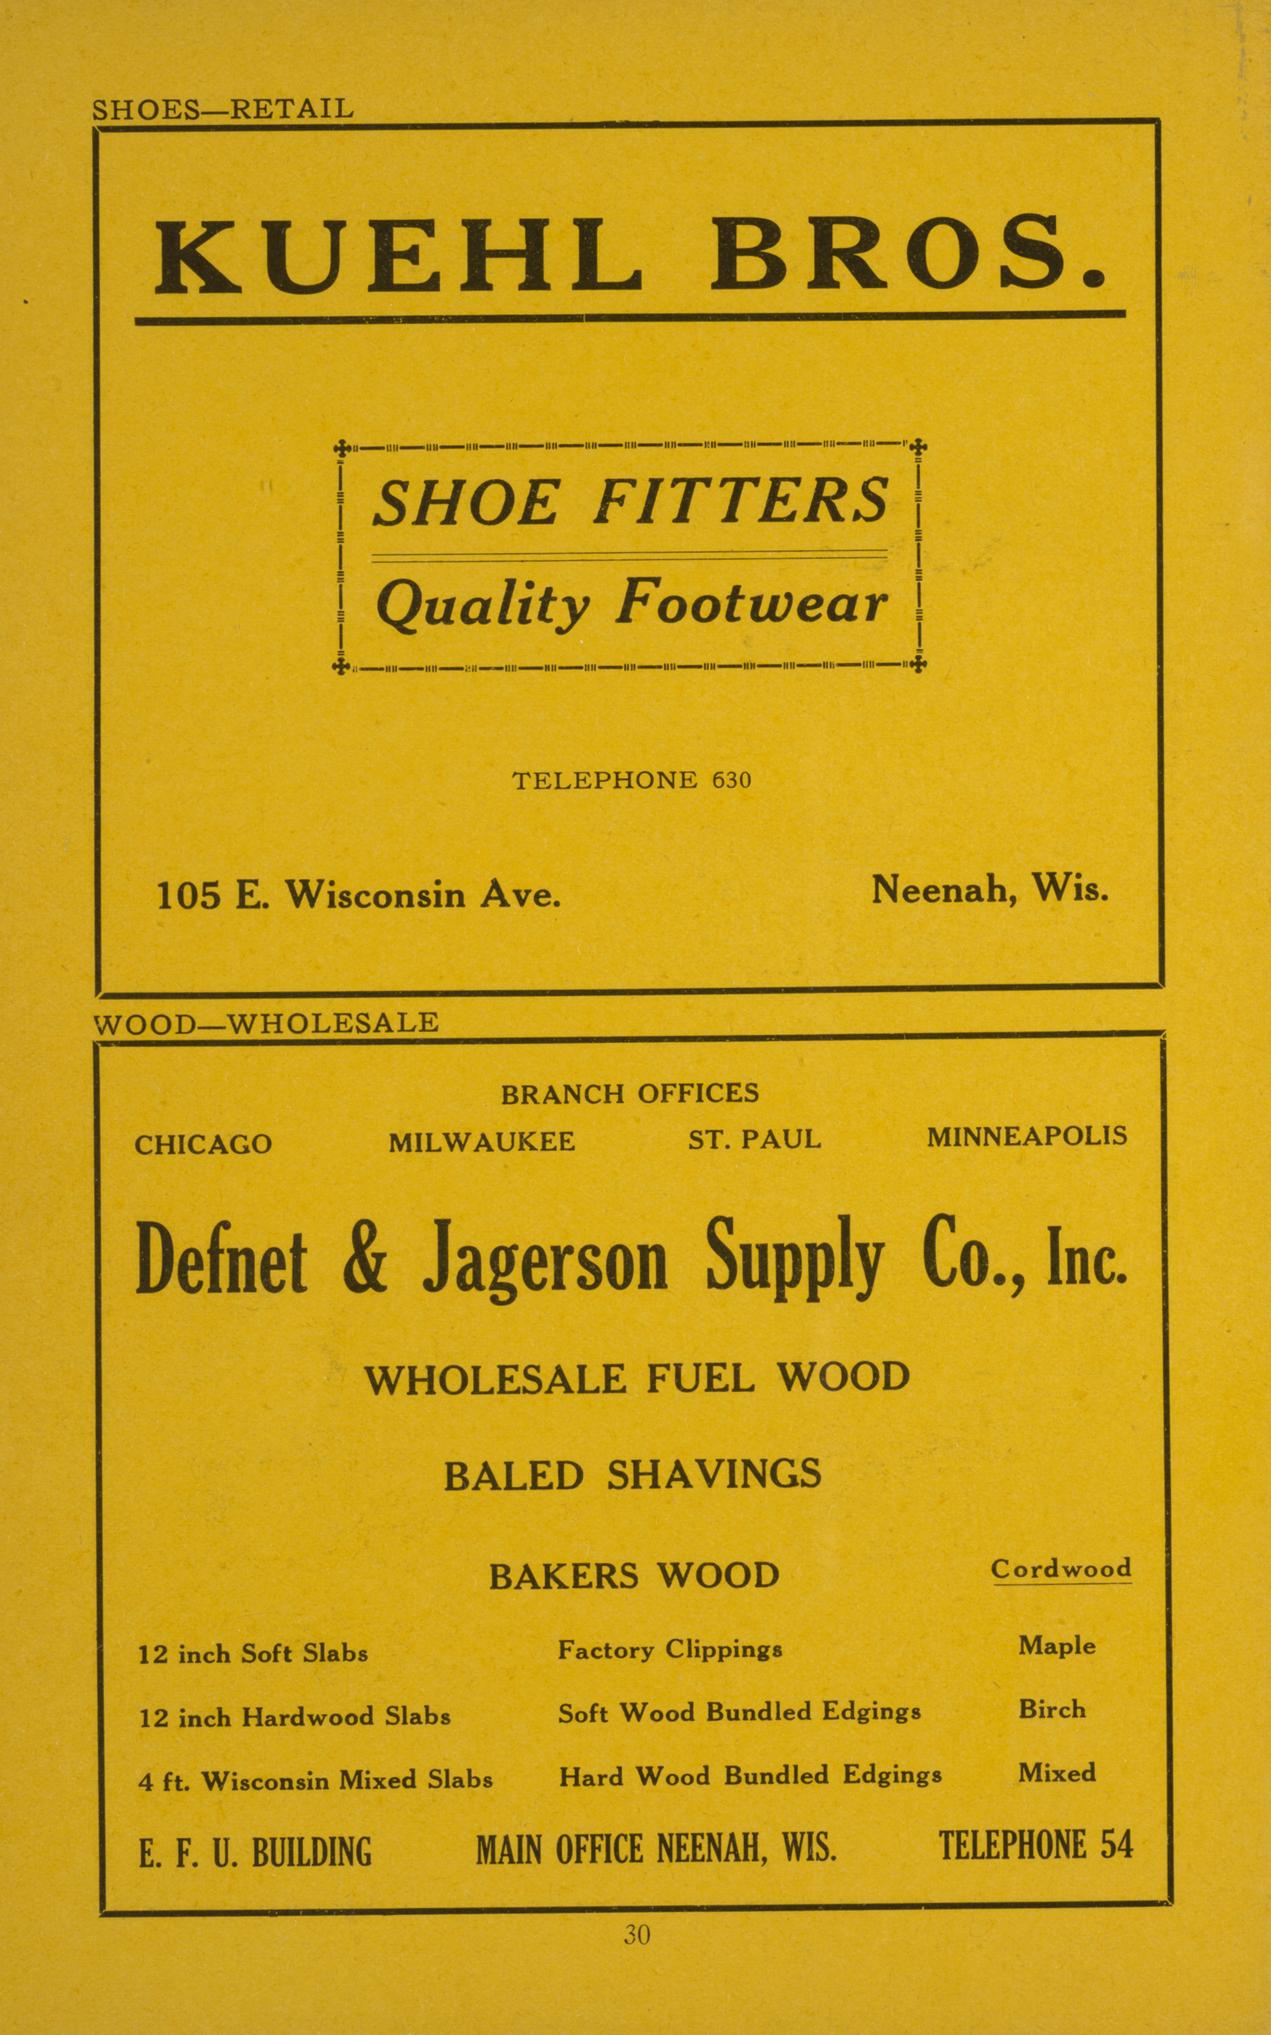 SHOES—RETAIL
KUEHL BROS.
SHOE FITTERS
Quality Footwear
TELEPHONE 630
105 E. Wisconsin Ave. Neenah, Wis.
WOOD—WHOLESALE
BRANCH OFFICES
CHICAGO MILWAUKEE ST. PAUL MINNEAPOLIS
Defnet & Jagerson Supply Co., Inc.
WHOLESALE FUEL WOOD
BALED SHAVINGS
BAKERS WOOD Cordwood
12 inch Soft Slabs Factory Clippings Maple
12 inch Hardwood Slabs Soft Wood Bundled Edgings Birch
4 ft. Wisconsin Mixed Slabs Hard Wood Bundled Edgings Mixed
E. F. U. BUILDING MAIN OFFICE NEENAH, WIS. TELEPHONE 54
30